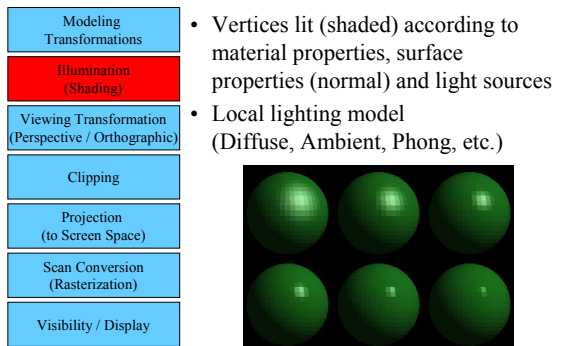 Modeling
Transformations
Illumination
(Shading)
Viewing Transformation
(Perspective / Orthographic)
Clipping
Projection
(to Screen Space)
Scan Conversion
(Rasterization)
Visibility / Display
• Vertices lit (shaded) according to
material properties, surface
properties (normal) and light sources
• Local lighting model
(Diffuse, Ambient, Phong, etc.)